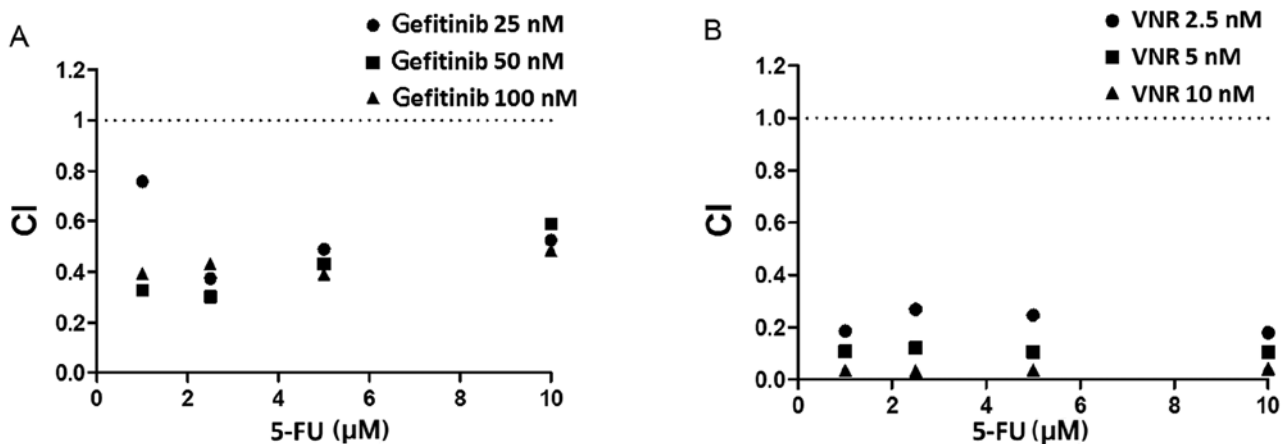 A
Gefitinib 25 nM
Gefitinib 50 nM
Gefitinib 100 nM
1.2
1
0.8
0.6
0.4
0.2
0.0
CI
0 2 4 6 8 10
5-FU (μM)
B
VNR 2.5 nM
VNR 5 nM
VNR 10 nM
1.2
1.0
0.8
0.6
0.4
0.2
0.0
CI
0 2 4 6 8 10
5-FU (μM)